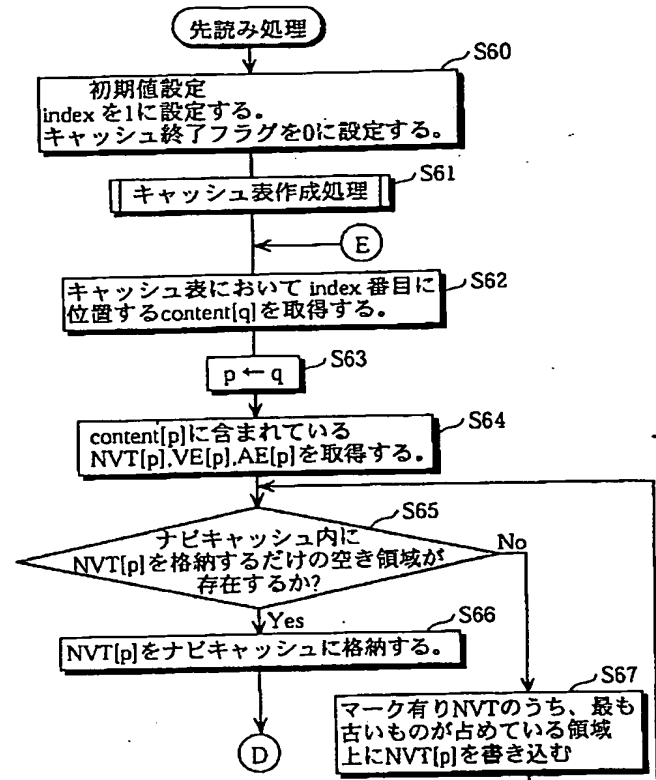 先読み処理
S60
初期値設定
indexを1に設定する。
キャッシュ終了フラグを0に設定する。
S61
キャッシュ表作成処理
E
S62
キャッシュ表において index 番目に
位置するcontent[q]を取得する。
S63
p ← q
S64
content[p]に含まれている
NVT[p],VE[p],AE[p]を取得する。
S65
ナビキャッシュ内に
NVT[p]を格納するだけの空き領域が
存在するか?
No
Yes
S66
NVT[p]をナビキャッシュに格納する。
S67
マーク有りNVTのうち、最も
古いものが占めている領域
上にNVT[p]を書き込む
D